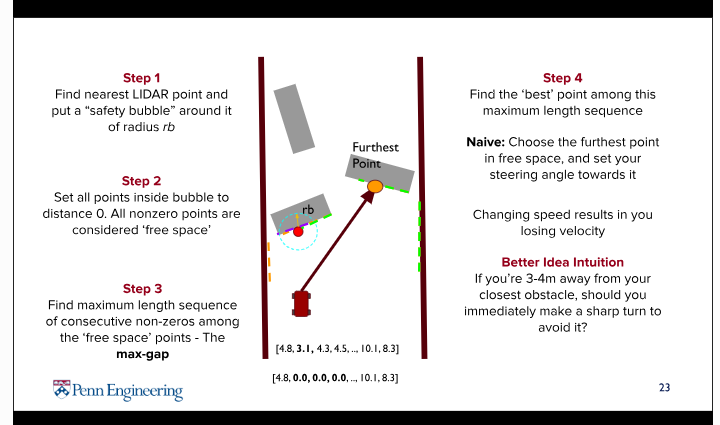 Step 1
Find nearest LIDAR point and
put a “safety bubble” around it
of radius rb
Step 2
Set all points inside bubble to
distance 0. All nonzero points are
considered ‘free space’
Step 3
Find maximum length sequence
of consecutive non-zeros among
the ‘free space’ points - The
max-gap
Furthest
Point
rb
[4.8, 3.1, 4.3, 4.5, .., 10.1, 8.3]
[4.8, 0.0, 0.0, 0.0, .., 10.1, 8.3]
Step 4
Find the ‘best’ point among this
maximum length sequence
Naive: Choose the furthest point
in free space, and set your
steering angle towards it
Changing speed results in you
losing velocity
Better Idea Intuition
If you’re 3-4m away from your
closest obstacle, should you
immediately make a sharp turn to
avoid it?
Penn Engineering
23